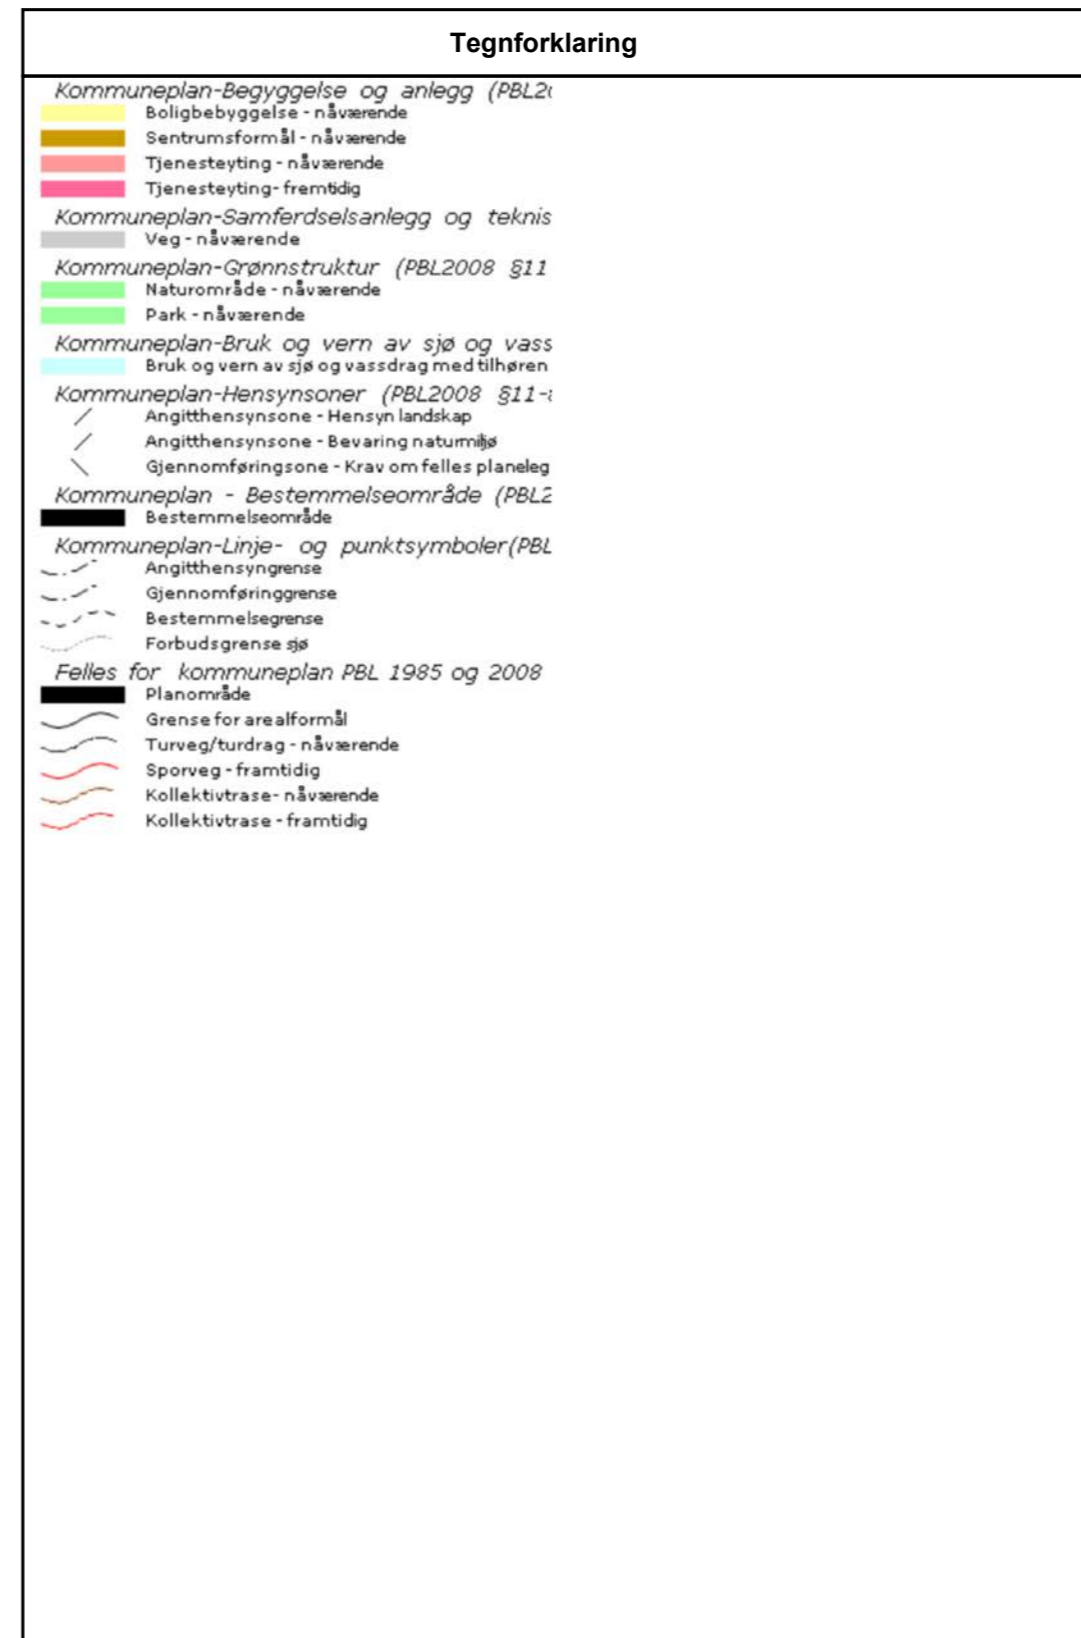 Tegnforklaring
Kommuneplan-Begyggelse og anlegg (PBL20
Boligbebyggelse - nåværende
Sentrumsformål - nåværende
Tjenesteyting - nåværende
Tjenesteyting - fremtidig
Kommuneplan-Samferdselsanlegg og teknis
Veg - nåværende
Kommuneplan-Grønnstruktur (PBL2008 §11
Naturområde - nåværende
Park - nåværende
Kommuneplan-Bruk og vern av sjø og vass
Bruk og vern av sjø og vassdrag med tilhøren
Kommuneplan-Hensynsoner (PBL2008 §11-8
Angitthensynsone - Hensyn landskap
Angitthensynsone - Bevaring naturmiljø
Gjennomføringsone - Krav om felles planeleg
Kommuneplan - Bestemmelseområde (PBL2
Bestemmelseområde
Kommuneplan-Linje- og punktsymboler(PBL
Angitthensyngrense
Gjennomføringgrense
Bestemmelsegrense
Forbudsgrense sjø
Felles for kommuneplan PBL 1985 og 2008
Planområde
Grense for arealformål
Turveg/turdrag - nåværende
Sporveg - framtidig
Kollektivtrase - nåværende
Kollektivtrase - framtidig